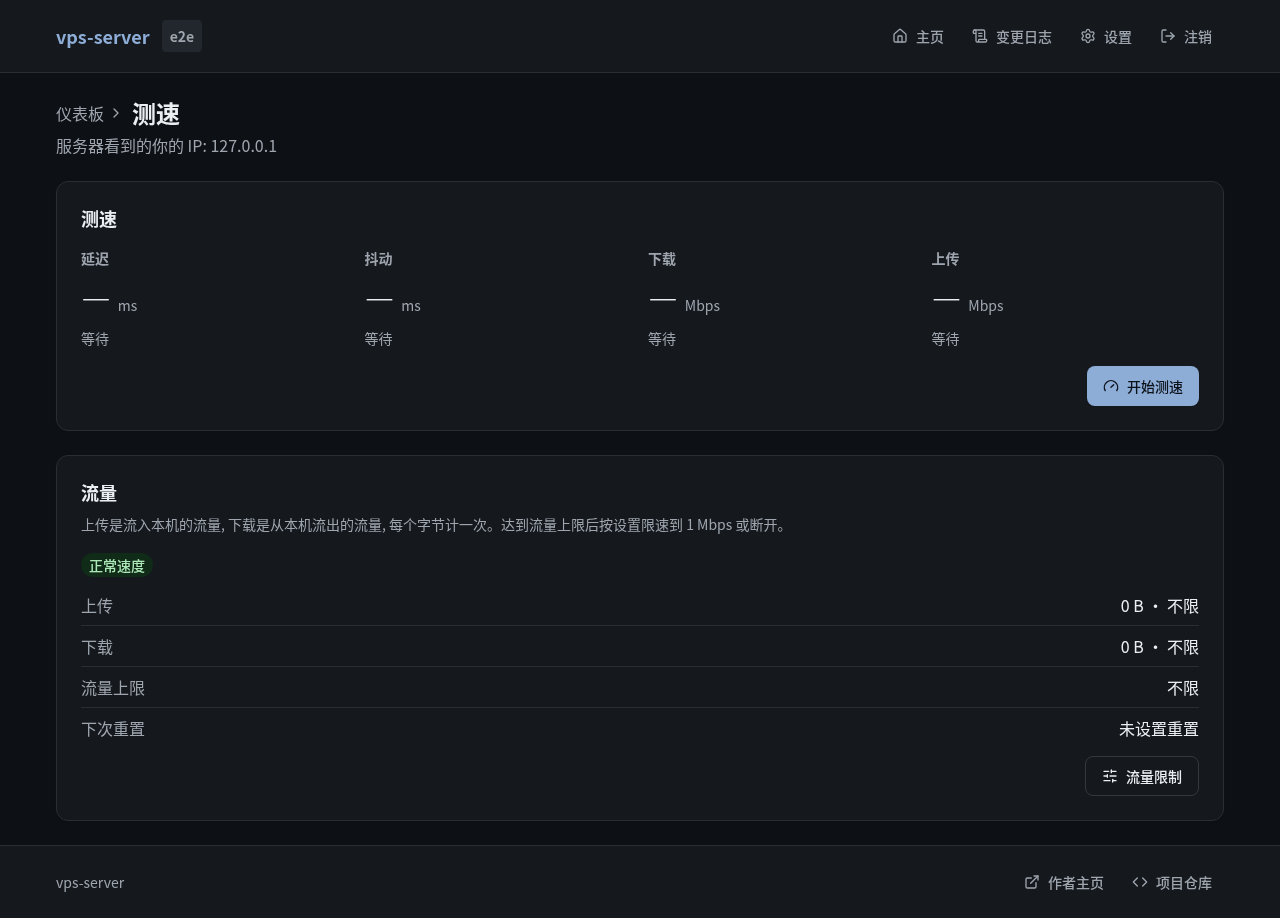 vps-server e2e 主页 变更日志 设置 注销
仪表板 测速
服务器看到的你的 IP: 127.0.0.1
测速
延迟 抖动 下载 上传
— ms — ms — Mbps — Mbps
等待 等待 等待 等待
开始测速
流量
上传是流入本机的流量, 下载是从本机流出的流量, 每个字节计一次。达到流量上限后按设置限速到 1 Mbps 或断开。
正常速度
上传 0 B · 不限
下载 0 B · 不限
流量上限 不限
下次重置 未设置重置
流量限制
vps-server 作者主页 项目仓库